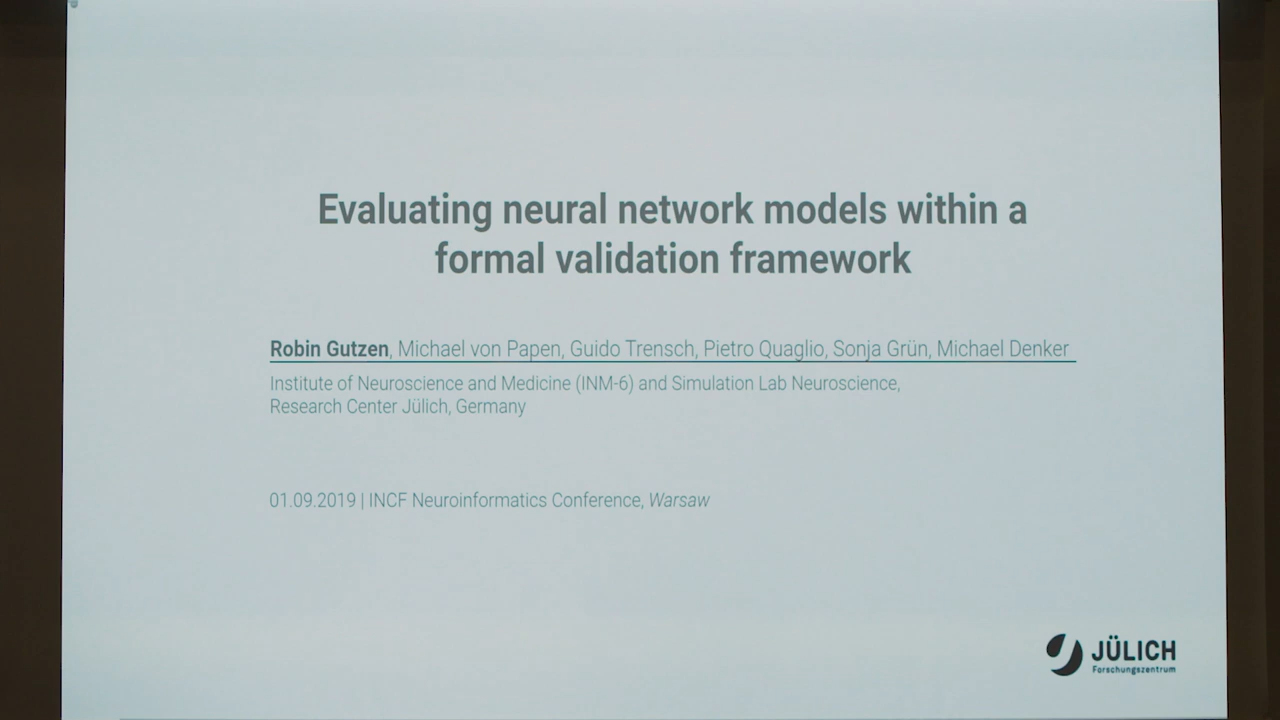 Evaluating neural network models within a
formal validation framework
Robin Gutzen, Michael von Papen, Guido Trensch, Pietro Quaglio, Sonja Grün, Michael Denker
Institute of Neuroscience and Medicine (INM-6) and Simulation Lab Neuroscience,
Research Center Jülich, Germany
01.09.2019 | INCF Neuroinformatics Conference, Warsaw
JÜLICH
Forschungszentrum